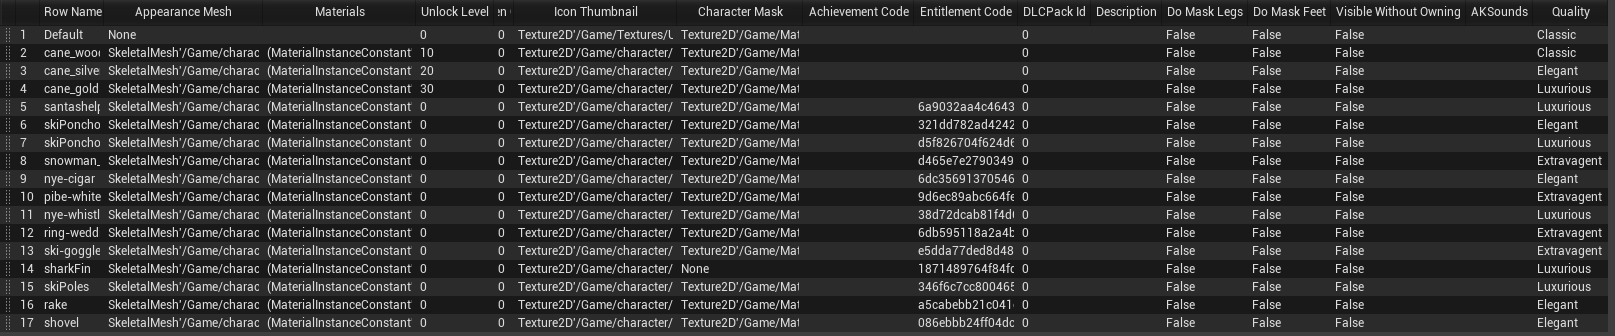 Row Name Appearance Mesh Materials Unlock Level Icon Thumbnail Character Mask Achievement Code Entitlement Code DLCPack Id Description Do Mask Legs Do Mask Feet Visible Without Owning AKSounds Quality
1 Default None 0 0 Texture2D'/Game/Textures/U Texture2D'/Game/Mat 0 False False False Classic
2 cane_wood SkeletalMesh'/Game/charac (MaterialInstanceConstant' 10 0 Texture2D'/Game/character/ Texture2D'/Game/Mat 0 False False False Classic
3 cane_silve SkeletalMesh'/Game/charac (MaterialInstanceConstant' 20 0 Texture2D'/Game/character/ Texture2D'/Game/Mat 0 False False False Elegant
4 cane_gold SkeletalMesh'/Game/charac (MaterialInstanceConstant' 30 0 Texture2D'/Game/character/ Texture2D'/Game/Mat 0 False False False Luxurious
5 santashelp SkeletalMesh'/Game/charac (MaterialInstanceConstant' 0 0 Texture2D'/Game/character/ Texture2D'/Game/Mat 6a9032aa4c4643 0 False False False Luxurious
6 skiPoncho SkeletalMesh'/Game/charac (MaterialInstanceConstant' 0 0 Texture2D'/Game/character/ Texture2D'/Game/Mat 321dd782ad4242 0 False False False Elegant
7 skiPoncho SkeletalMesh'/Game/charac (MaterialInstanceConstant' 0 0 Texture2D'/Game/character/ Texture2D'/Game/Mat d5f826704f624d6 0 False False False Luxurious
8 snowman_ SkeletalMesh'/Game/charac (MaterialInstanceConstant' 0 0 Texture2D'/Game/character/ Texture2D'/Game/Mat d465e7e2790349 0 False False False Extravagent
9 nye-cigar SkeletalMesh'/Game/charac (MaterialInstanceConstant' 0 0 Texture2D'/Game/character/ Texture2D'/Game/Mat 6dc35691370546 0 False False False Elegant
10 pibe-white SkeletalMesh'/Game/charac (MaterialInstanceConstant' 0 0 Texture2D'/Game/character/ Texture2D'/Game/Mat 9d6ec89abc664fe 0 False False False Extravagent
11 nye-whistl SkeletalMesh'/Game/charac (MaterialInstanceConstant' 0 0 Texture2D'/Game/character/ Texture2D'/Game/Mat 38d72dcab81f4d 0 False False False Luxurious
12 ring-wedd SkeletalMesh'/Game/charac (MaterialInstanceConstant' 0 0 Texture2D'/Game/character/ Texture2D'/Game/Mat 6db595118a2a4b 0 False False False Extravagent
13 ski-goggle SkeletalMesh'/Game/charac (MaterialInstanceConstant' 0 0 Texture2D'/Game/character/ Texture2D'/Game/Mat e5dda77ded8d48 0 False False False Extravagent
14 sharkFin SkeletalMesh'/Game/charac (MaterialInstanceConstant' 0 0 Texture2D'/Game/character/ None 1871489764f84fc 0 False False False Luxurious
15 skiPoles SkeletalMesh'/Game/charac (MaterialInstanceConstant' 0 0 Texture2D'/Game/character/ Texture2D'/Game/Mat 346f6c7cc800465 0 False False False Luxurious
16 rake SkeletalMesh'/Game/charac (MaterialInstanceConstant' 0 0 Texture2D'/Game/character/ Texture2D'/Game/Mat a5cabebb21c041 0 False False False Elegant
17 shovel SkeletalMesh'/Game/charac (MaterialInstanceConstant' 0 0 Texture2D'/Game/character/ Texture2D'/Game/Mat 086ebbb24ff04dc 0 False False False Elegant